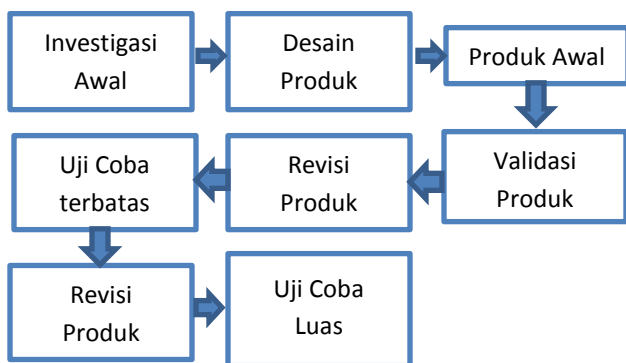 Investigasi
Awal
Desain
Produk
Produk Awal
Validasi
Produk
Revisi
Produk
Uji Coba
terbatas
Revisi
Produk
Uji Coba
Luas